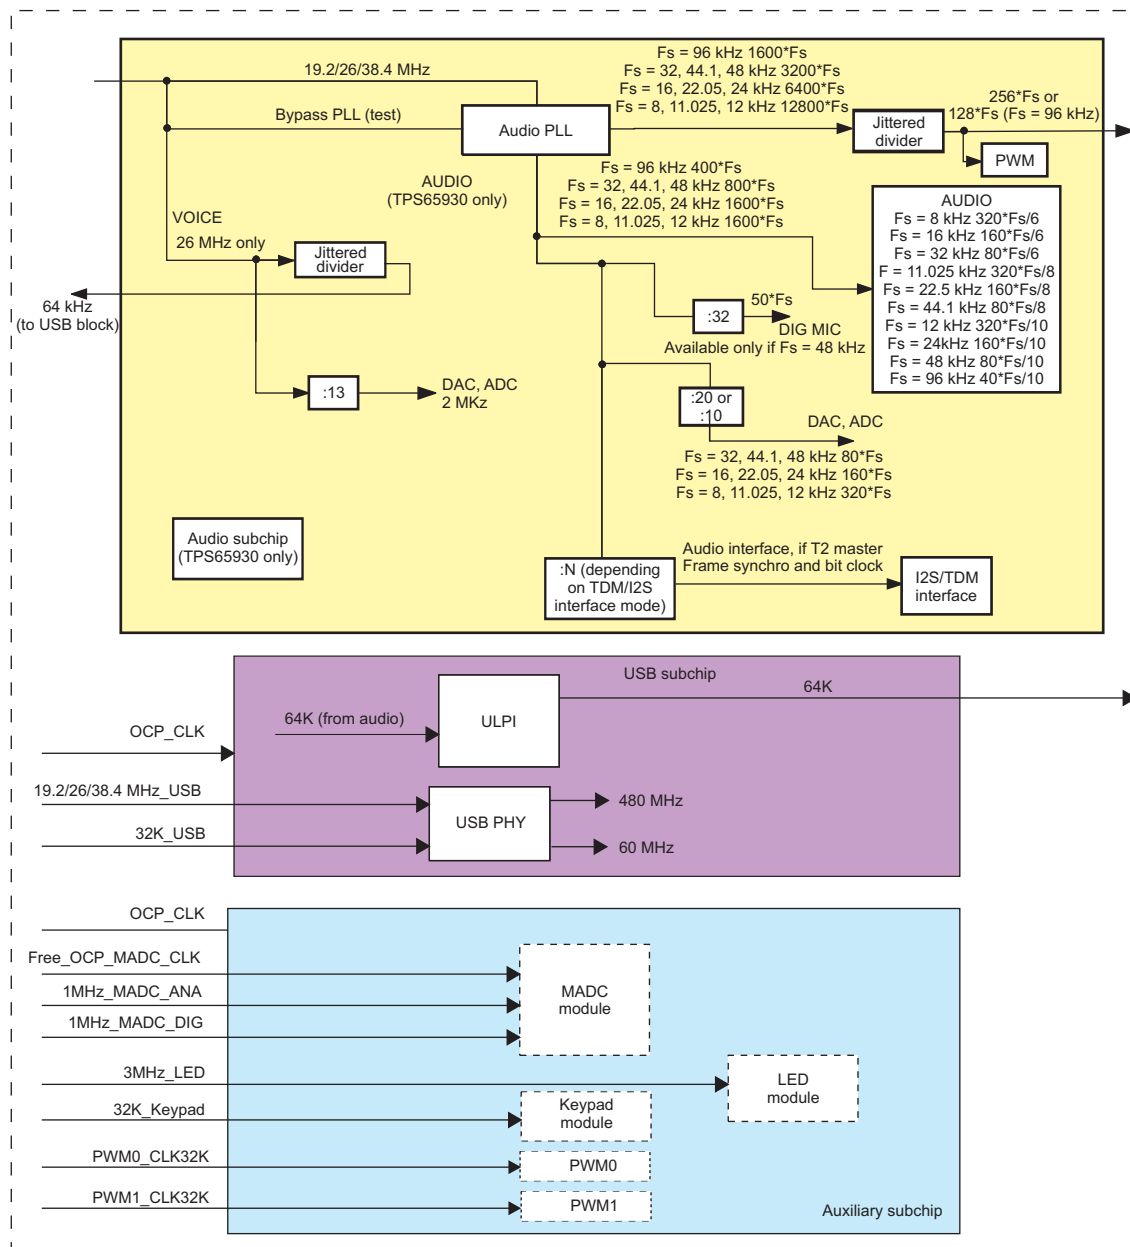 19.2/26/38.4 MHz
Fs = 96 kHz 1600*Fs
Fs = 32, 44.1, 48 kHz 3200*Fs
Fs = 16, 22.05, 24 kHz 6400*Fs
Fs = 8, 11.025, 12 kHz 12800*Fs
Bypass PLL (test)
Audio PLL
Jittered
divider
256*Fs or
128*Fs (Fs = 96 kHz)
PWM
AUDIO
(TPS65930 only)
Fs = 96 kHz 400*Fs
Fs = 32, 44.1, 48 kHz 800*Fs
Fs = 16, 22.05, 24 kHz 1600*Fs
Fs = 8, 11.025, 12 kHz 1600*Fs
AUDIO
Fs = 8 kHz 320*Fs/6
Fs = 16 kHz 160*Fs/6
Fs = 32 kHz 80*Fs/6
F = 11.025 kHz 320*Fs/8
Fs = 22.5 kHz 160*Fs/8
Fs = 44.1 kHz 80*Fs/8
Fs = 12 kHz 320*Fs/10
Fs = 24kHz 160*Fs/10
Fs = 48 kHz 80*Fs/10
Fs = 96 kHz 40*Fs/10
VOICE
26 MHz only
Jittered
divider
64 kHz
(to USB block)
:32
50*Fs
DIG MIC
Available only if Fs = 48 kHz
:13
DAC, ADC
2 MKz
:20 or
:10
DAC, ADC
Fs = 32, 44.1, 48 kHz 80*Fs
Fs = 16, 22.05, 24 kHz 160*Fs
Fs = 8, 11.025, 12 kHz 320*Fs
Audio subchip
(TPS65930 only)
:N (depending
on TDM/I2S
interface mode)
Audio interface, if T2 master
Frame synchro and bit clock
I2S/TDM
interface
USB subchip
64K
64K (from audio)
ULPI
OCP_CLK
19.2/26/38.4 MHz_USB
32K_USB
USB PHY
480 MHz
60 MHz
OCP_CLK
Free_OCP_MADC_CLK
1MHz_MADC_ANA
1MHz_MADC_DIG
MADC
module
3MHz_LED
LED
module
32K_Keypad
Keypad
module
PWM0_CLK32K
PWM0
PWM1_CLK32K
PWM1
Auxiliary subchip